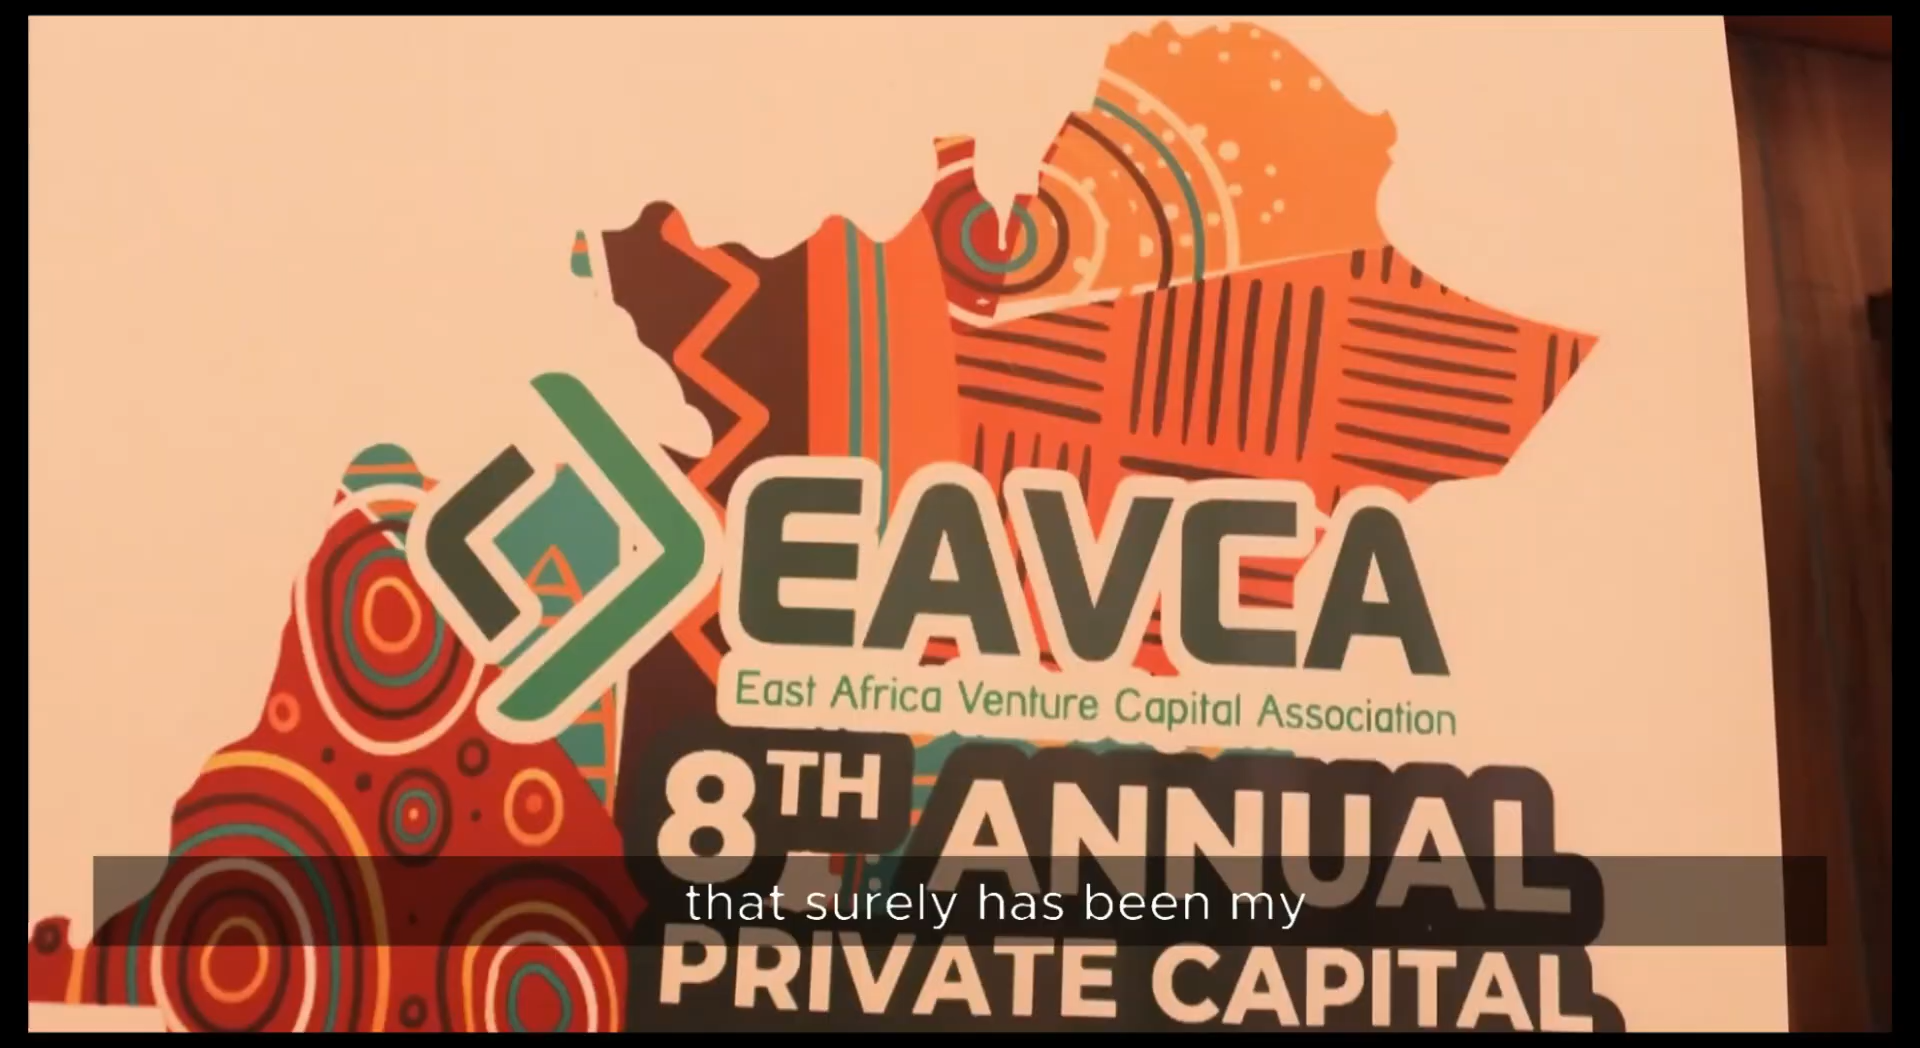 EAVCA
East Africa Venture Capital Association
8TH ANNUAL
that surely has been my
PRIVATE CAPITAL